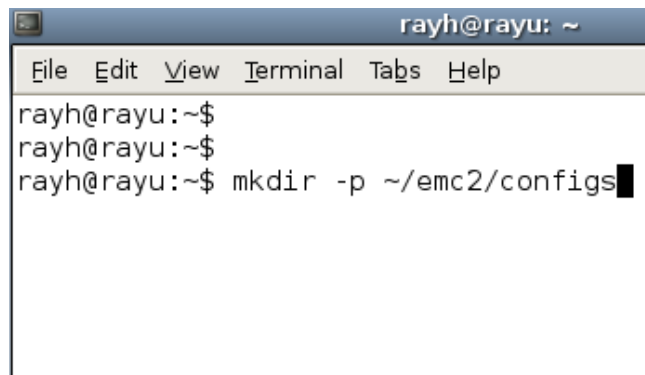 rayh@rayu: ~
File Edit View Terminal Tabs Help
rayh@rayu:~$
rayh@rayu:~$
rayh@rayu:~$ mkdir -p ~/emc2/configs